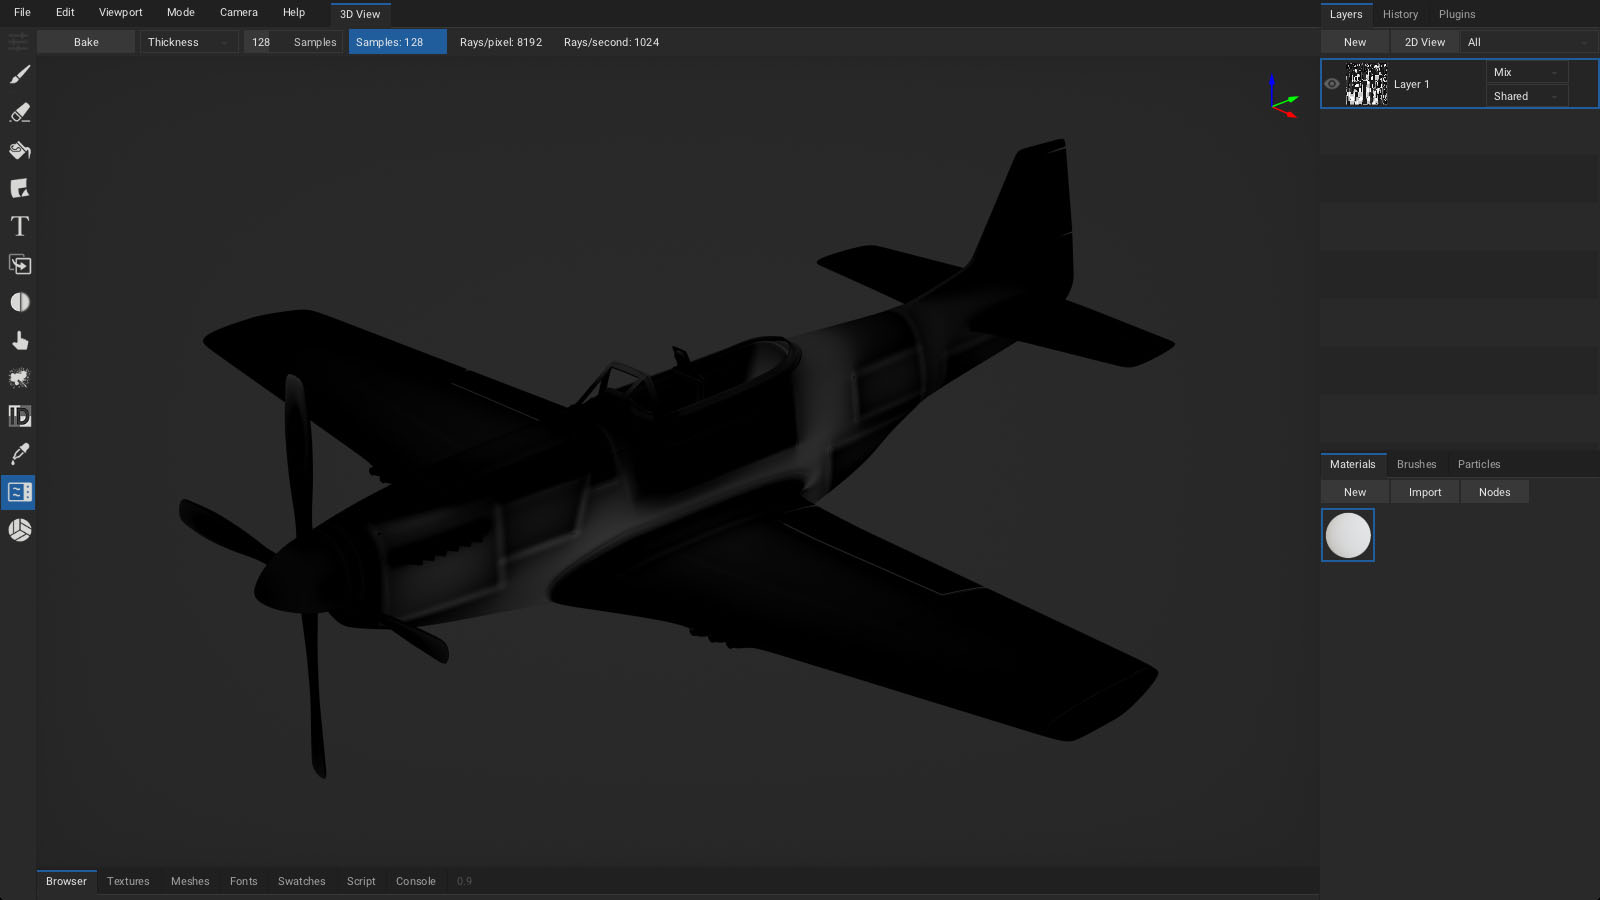 File Edit Viewport Mode Camera Help 3D View
Layers History Plugins
Bake Thickness 128 Samples Samples: 128 Rays/pixel: 8192 Rays/second: 1024
New 2D View All
Layer 1 Mix
Shared
T
ID
Materials Brushes Particles
New Import Nodes
Browser Textures Meshes Fonts Swatches Script Console 0.9